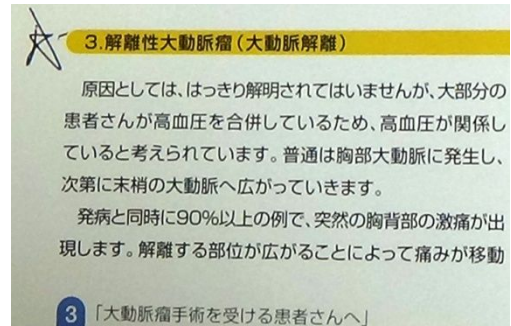 3.解離性大動脈瘤(大動脈解離)
原因としては、はっきり解明されてはいませんが、大部分の
患者さんが高血圧を合併しているため、高血圧が関係し
ていると考えられています。普通は胸部大動脈に発生し、
次第に末梢の大動脈へ広がっていきます。
発病と同時に90%以上の例で、突然の胸背部の激痛が出
現します。解離する部位が広がることによって痛みが移動
3 「大動脈瘤手術を受ける患者さんへ」